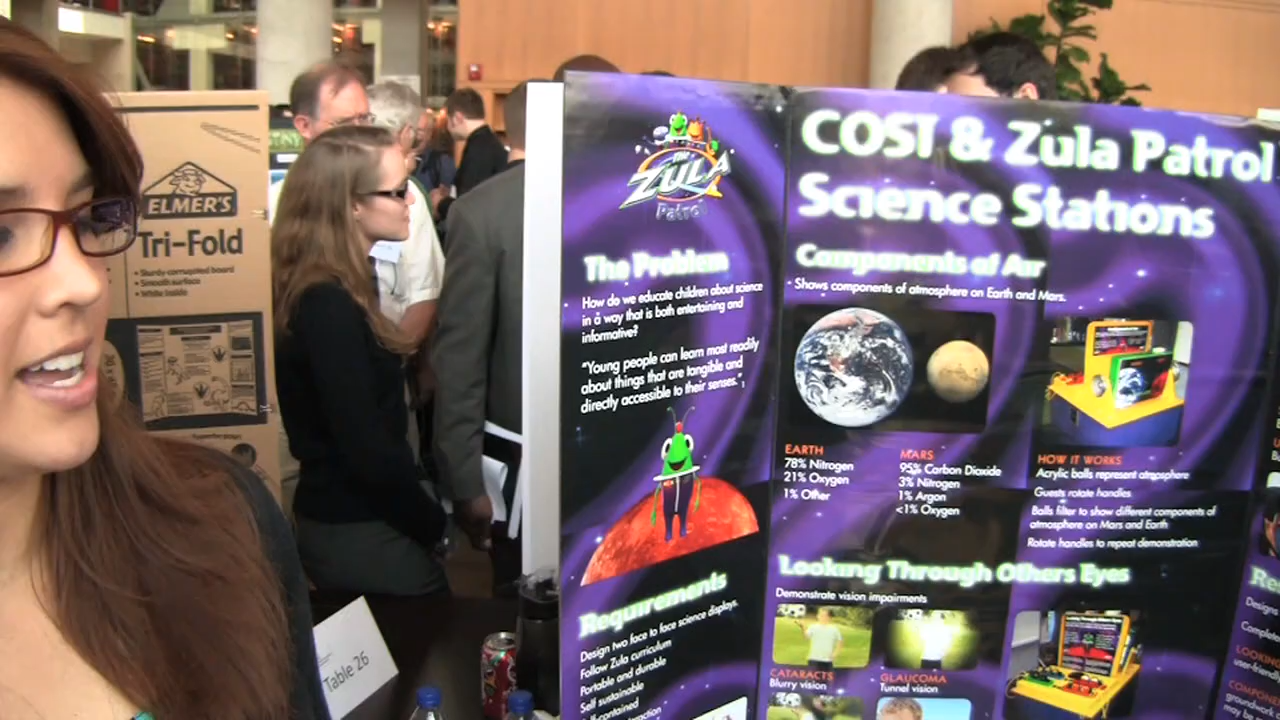 ELMER'S
Tri-Fold
• Sturdy corrugated board
• Smooth surface
• White inside
Table 26
THE
ZULA
Patrol
The Problem
How do we educate children about science
in a way that is both entertaining and
informative?
"Young people can learn most readily
about things that are tangible and
directly accessible to their senses."1
Requirements
Design two face to face science displays.
Follow Zula curriculum
Portable and durable
Self sustainable
Self-contained
COSI & Zula Patrol
Science Stations
Components of Air
Shows components of atmosphere on Earth and Mars.
EARTH
78% Nitrogen
21% Oxygen
1% Other
MARS
95% Carbon Dioxide
3% Nitrogen
1% Argon
<1% Oxygen
HOW IT WORKS
Acrylic balls represent atmosphere
Guests rotate handles
Balls filter to show different components of
atmosphere on Mars and Earth
Rotate handles to repeat demonstration
Looking Through Others Eyes
Demonstrate vision impairments
CATARACTS
Blurry vision
GLAUCOMA
Tunnel vision